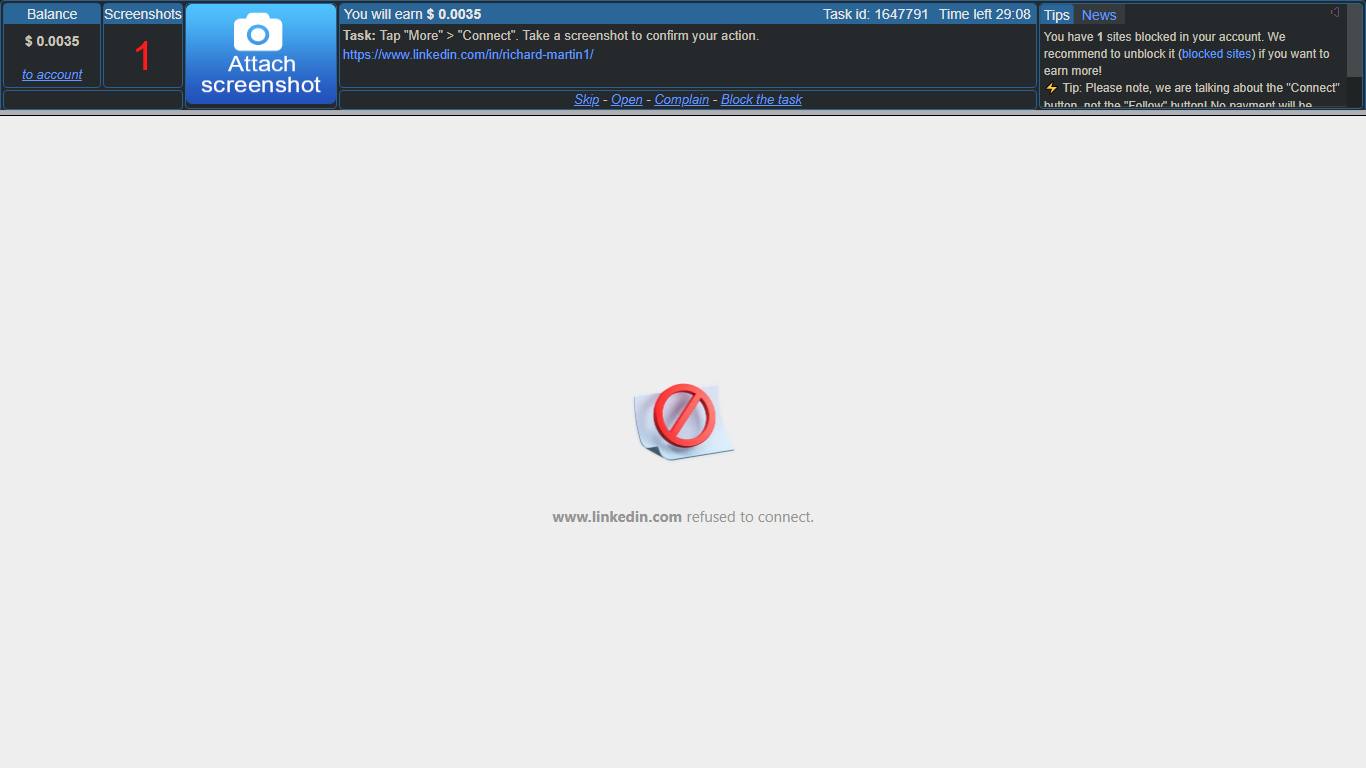 Balance
$ 0.0035
to account
Screenshots
1
Attach
screenshot
You will earn $ 0.0035
Task id: 1647791 Time left 29:08
Task: Tap "More" > "Connect". Take a screenshot to confirm your action.
https://www.linkedin.com/in/richard-martin1/
Skip - Open - Complain - Block the task
Tips News
You have 1 sites blocked in your account. We
recommend to unblock it (blocked sites) if you want to
earn more!
⚡ Tip: Please note, we are talking about the "Connect"
button, not the "Follow" button! No payment will be
www.linkedin.com refused to connect.